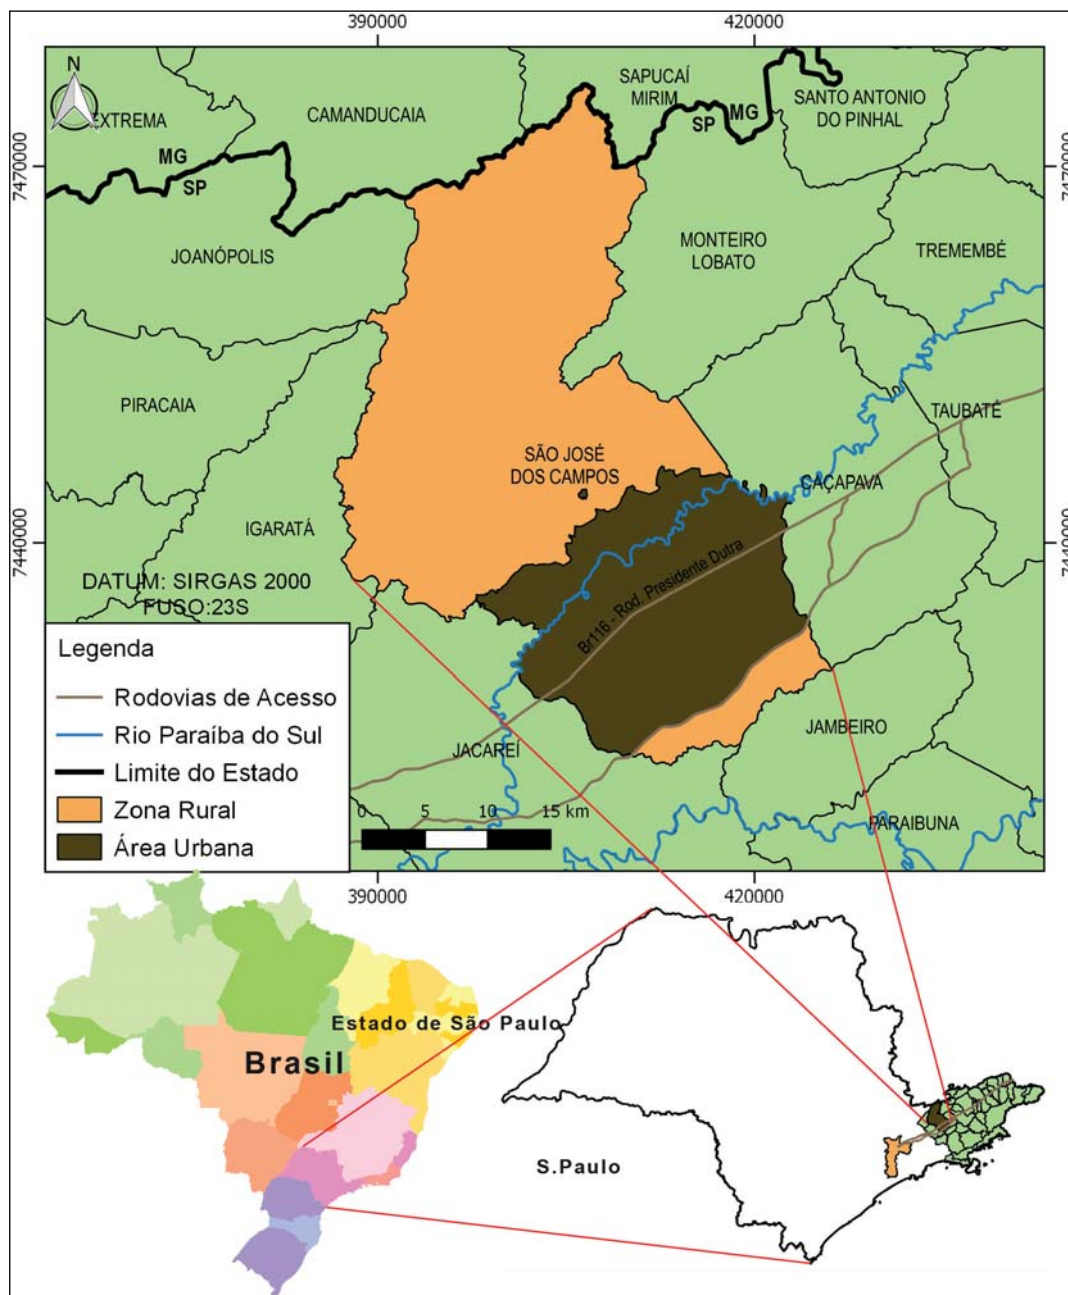 390000
420000
N
EXTREMA
CAMANDUCAIA
SAPUCAÍ
MIRIM
SANTO ANTONIO
DO PINHAL
MG
SP
SP
MG
7470000
7470000
JOANÓPOLIS
MONTEIRO
LOBATO
TREMEMBÉ
PIRACAIA
TAUBATÉ
SÃO JOSÉ
DOS CAMPOS
CAÇAPAVA
IGARATÁ
7440000
7440000
Br116 - Rod. Presidente Dutra
DATUM: SIRGAS 2000
FUSO:23S
Legenda
Rodovias de Acesso
Rio Paraíba do Sul
Limite do Estado
Zona Rural
Área Urbana
JACAREÍ
JAMBEIRO
PARAIBUNA
0 5 10 15 km
390000
420000
Estado de São Paulo
Brasil
S.Paulo